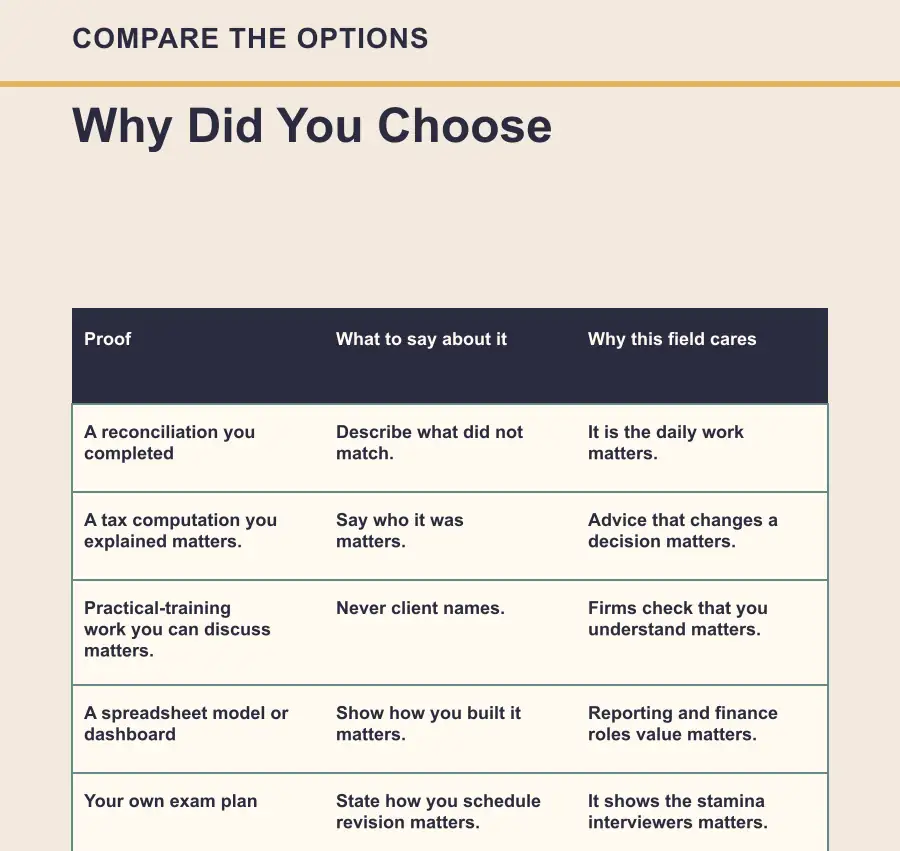 COMPARE THE OPTIONS
Why Did You Choose
Proof
What to say about it
Why this field cares
A reconciliation you
completed
Describe what did not
match.
It is the daily work
matters.
A tax computation you
explained matters.
Say who it was
matters.
Advice that changes a
decision matters.
Practical-training
work you can discuss
matters.
Never client names.
Firms check that you
understand matters.
A spreadsheet model or
dashboard
Show how you built it
matters.
Reporting and finance
roles value matters.
Your own exam plan
State how you schedule
revision matters.
It shows the stamina
interviewers matters.